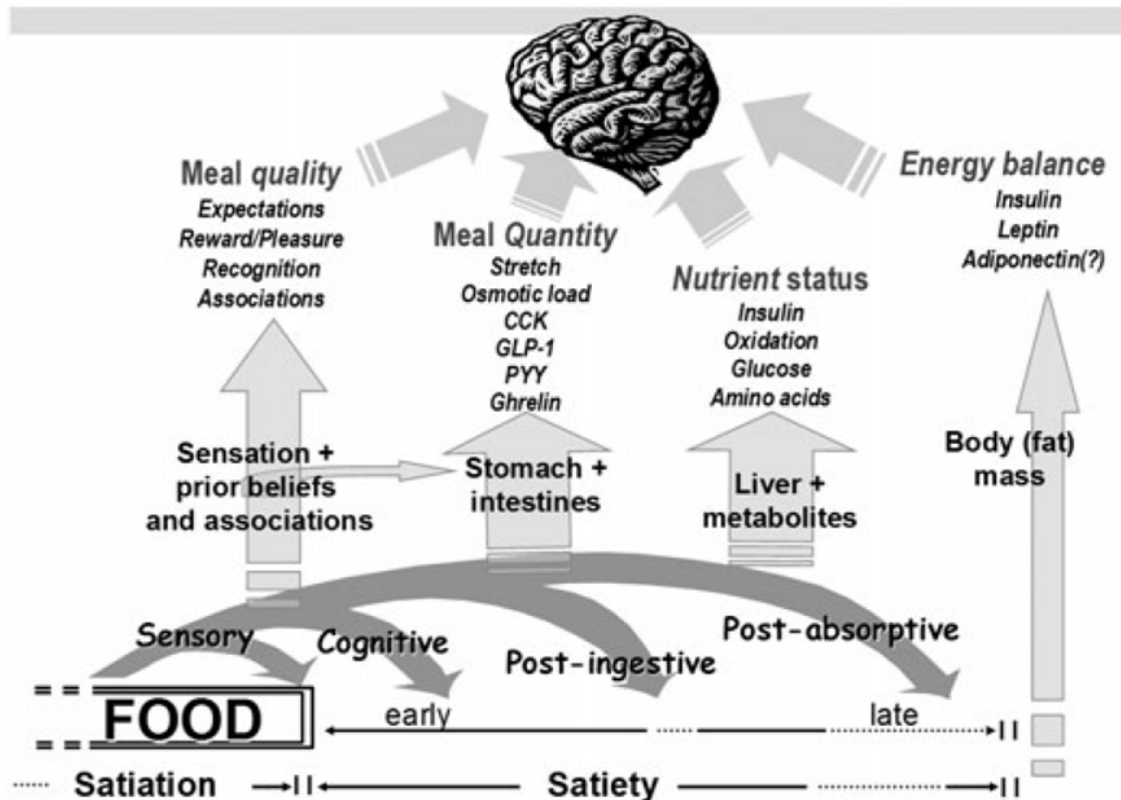 Meal quality
Expectations
Reward/Pleasure
Recognition
Associations
Meal Quantity
Stretch
Osmotic load
CCK
GLP-1
PYY
Ghrelin
Nutrient status
Insulin
Oxidation
Glucose
Amino acids
Energy balance
Insulin
Leptin
Adiponectin(?)
Sensation +
prior beliefs
and associations
Stomach +
intestines
Liver +
metabolites
Body (fat)
mass
Sensory
Cognitive
Post-ingestive
Post-absorptive
FOOD
early
late
Satiation
Satiety